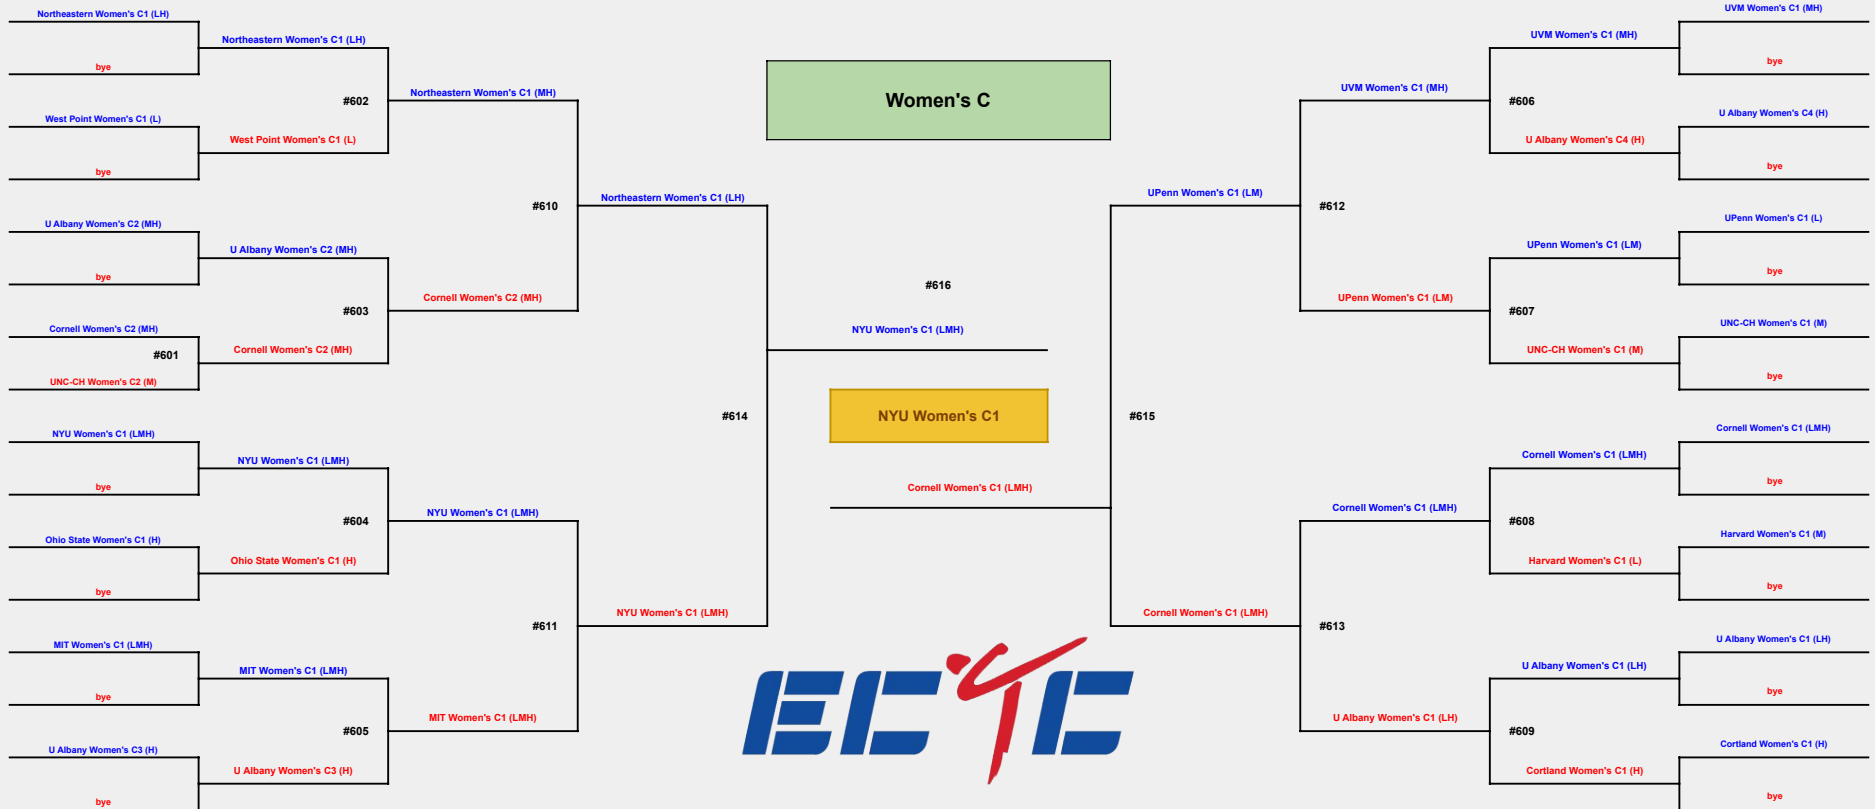 Northeastern Women's C1 (LH)
bye
West Point Women's C1 (L)
bye
U Albany Women's C2 (MH)
bye
Cornell Women's C2 (MH)
#601
UNC-CH Women's C2 (M)
NYU Women's C1 (LMH)
bye
Ohio State Women's C1 (H)
bye
MIT Women's C1 (LMH)
bye
U Albany Women's C3 (H)
bye
Northeastern Women's C1 (LH)
#602
West Point Women's C1 (L)
U Albany Women's C2 (MH)
#603
Cornell Women's C2 (MH)
NYU Women's C1 (LMH)
#604
Ohio State Women's C1 (H)
MIT Women's C1 (LMH)
#605
U Albany Women's C3 (H)
Northeastern Women's C1 (MH)
#610
Cornell Women's C2 (MH)
NYU Women's C1 (LMH)
#611
MIT Women's C1 (LMH)
Northeastern Women's C1 (LH)
#614
NYU Women's C1 (LMH)
Women's C
#616
NYU Women's C1 (LMH)
NYU Women's C1
Cornell Women's C1 (LMH)
ECTC
UPenn Women's C1 (LM)
#615
Cornell Women's C1 (LMH)
UVM Women's C1 (MH)
#612
UPenn Women's C1 (LM)
Cornell Women's C1 (LMH)
#613
U Albany Women's C1 (LH)
UVM Women's C1 (MH)
#606
U Albany Women's C4 (H)
UPenn Women's C1 (LM)
#607
UNC-CH Women's C1 (M)
Cornell Women's C1 (LMH)
#608
Harvard Women's C1 (L)
U Albany Women's C1 (LH)
#609
Cortland Women's C1 (H)
UVM Women's C1 (MH)
bye
U Albany Women's C4 (H)
bye
UPenn Women's C1 (L)
bye
UNC-CH Women's C1 (M)
bye
Cornell Women's C1 (LMH)
bye
Harvard Women's C1 (M)
bye
U Albany Women's C1 (LH)
bye
Cortland Women's C1 (H)
bye